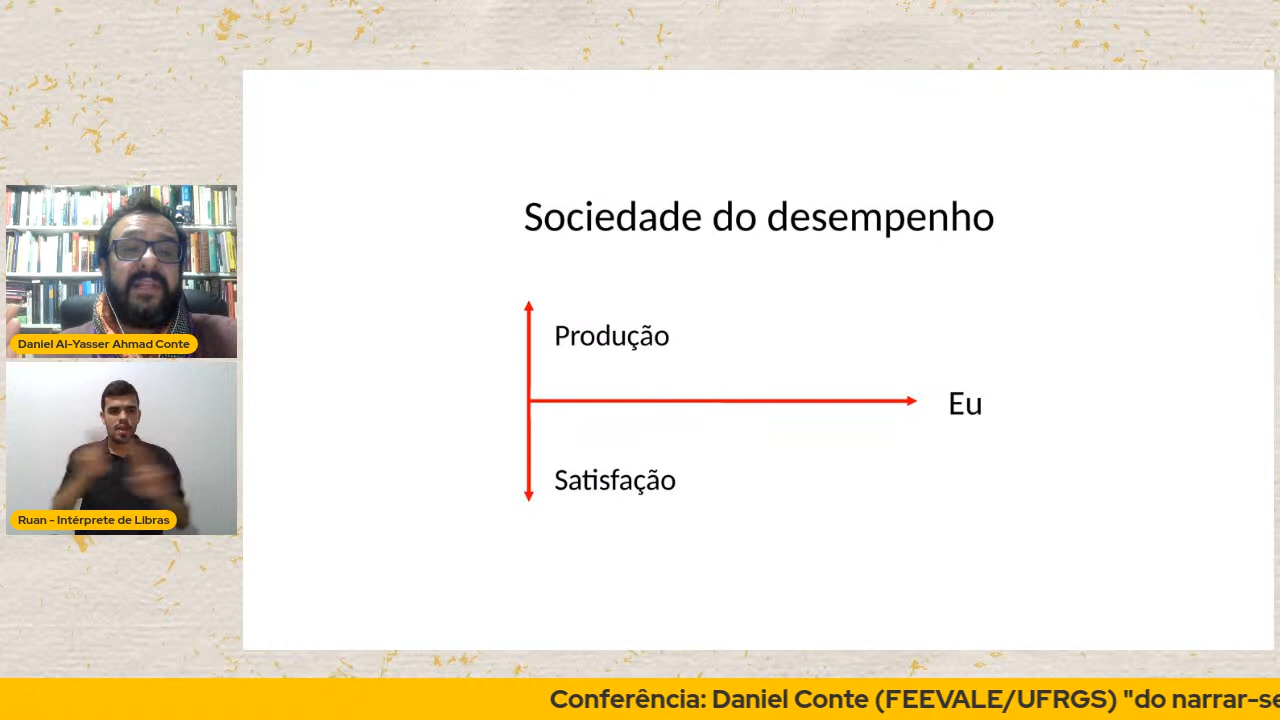 Sociedade do desempenho
Produção
Eu
Satisfação
Daniel Al-Yasser Ahmad Conte
Ruan - Intérprete de Libras
Conferência: Daniel Conte (FEEVALE/UFRGS) "do narrar-se